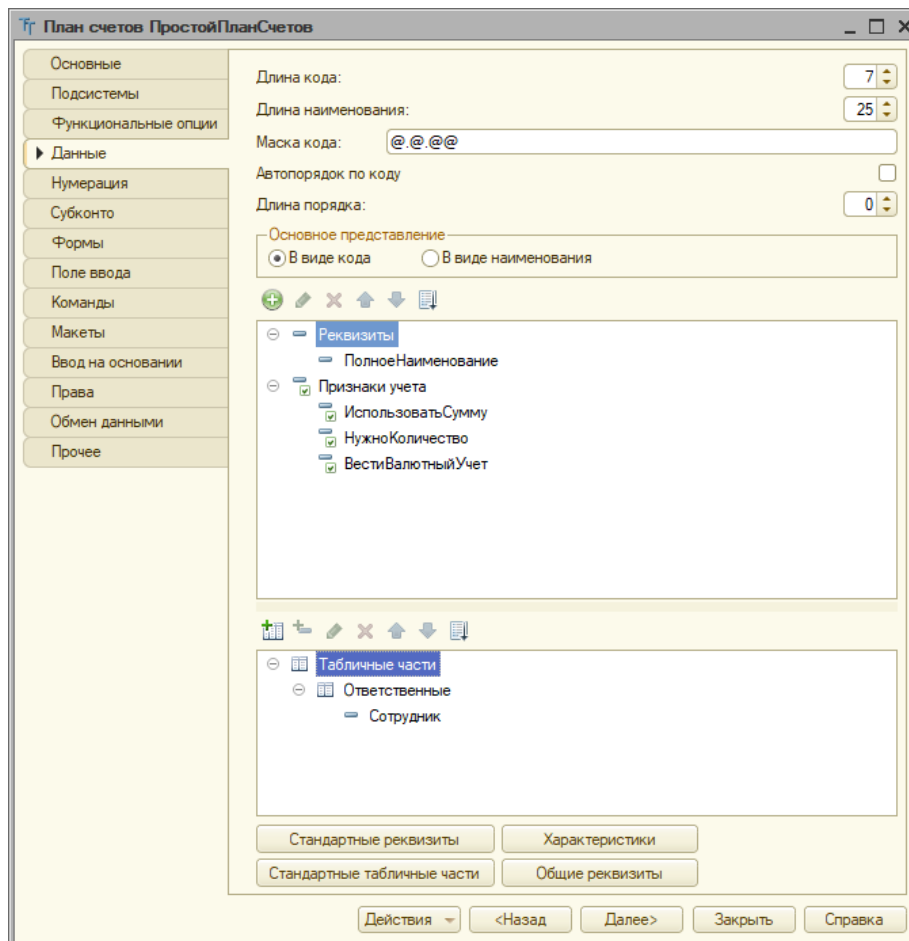 План счетов ПростойПланСчетов
Основные
Подсистемы
Функциональные опции
Данные
Нумерация
Субконто
Формы
Поле ввода
Команды
Макеты
Ввод на основании
Права
Обмен данными
Прочее
Длина кода: 7
Длина наименования: 25
Маска кода: @.@.@@
Автопорядок по коду
Длина порядка: 0
Основное представление
В виде кода В виде наименования
Реквизиты
ПолноеНаименование
Признаки учета
ИспользоватьСумму
НужноКоличество
ВестиВалютныйУчет
Табличные части
Ответственные
Сотрудник
Стандартные реквизиты Характеристики
Стандартные табличные части Общие реквизиты
Действия <Назад Далее> Закрыть Справка